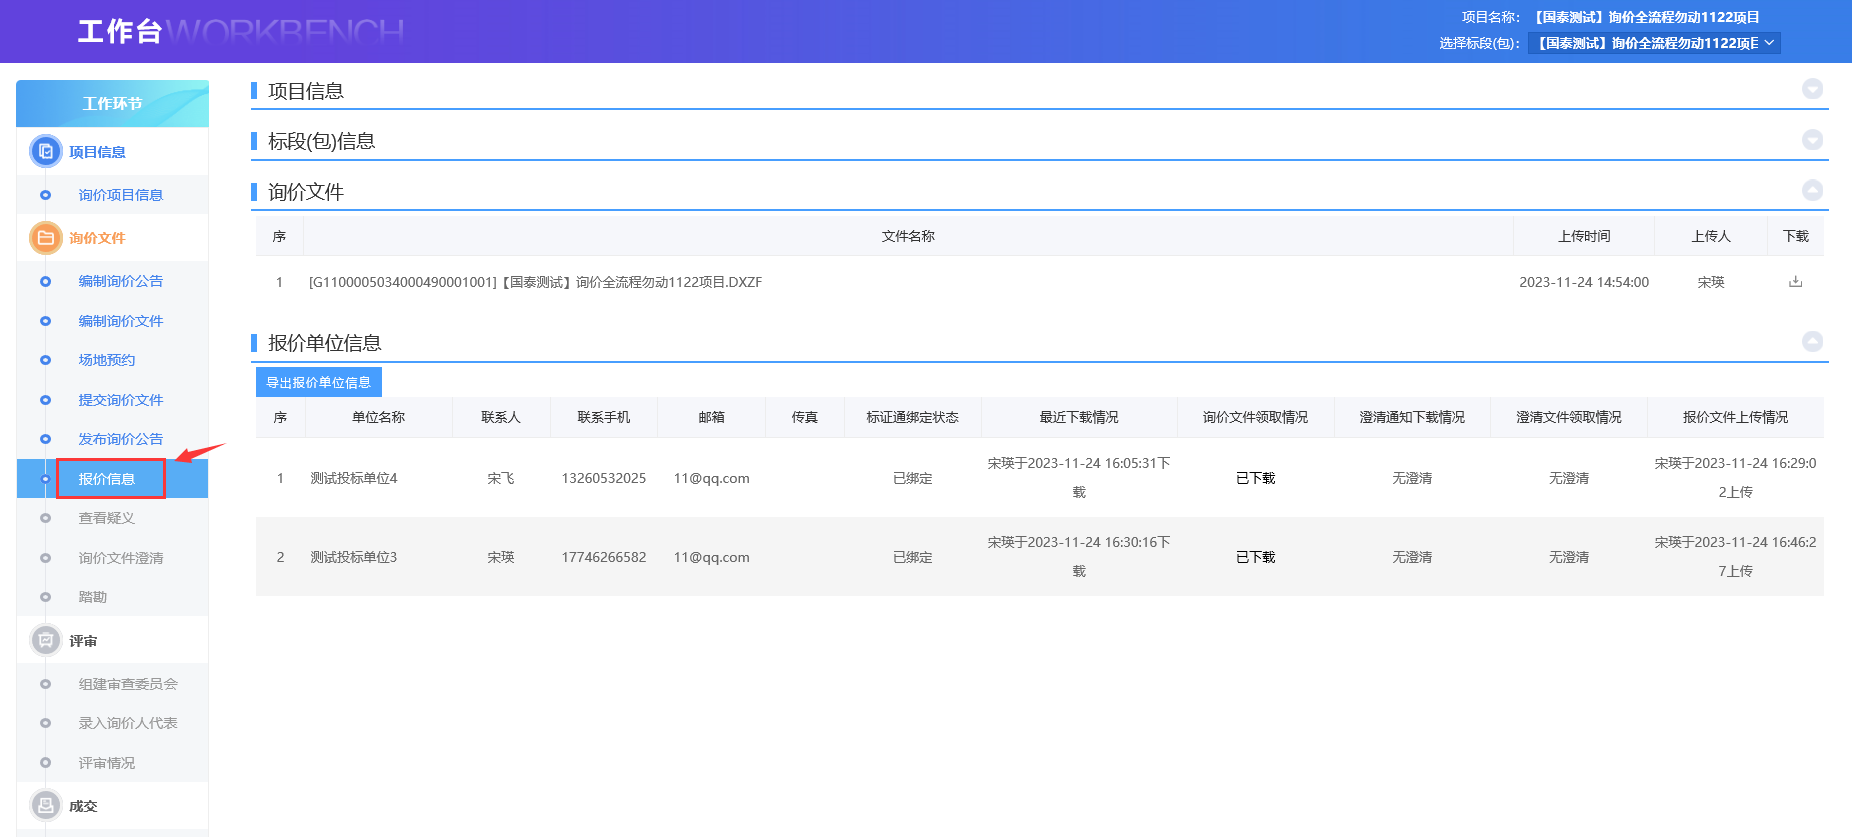 工作台WORKBENCH
项目名称：【国泰测试】询价全流程勿动1122项目
选择标段(包)：【国泰测试】询价全流程勿动1122项目
工作环节
项目信息
询价项目信息
询价文件
编制询价公告
编制询价文件
场地预约
提交询价文件
发布询价公告
报价信息
查看疑义
询价文件澄清
踏勘
评审
组建审查委员会
录入询价人代表
评审情况
成交
项目信息
标段(包)信息
询价文件
序 文件名称 上传时间 上传人 下载
1 [G1100005034000490001001]【国泰测试】询价全流程勿动1122项目.DXZF 2023-11-24 14:54:00 宋瑛
报价单位信息
导出报价单位信息
序 单位名称 联系人 联系手机 邮箱 传真 标证通绑定状态 最近下载情况 询价文件领取情况 澄清通知下载情况 澄清文件领取情况 报价文件上传情况
1 测试投标单位4 宋飞 13260532025 11@qq.com 已绑定 宋瑛于2023-11-24 16:05:31下 已下载 无澄清 无澄清 宋瑛于2023-11-24 16:29:0
载 2上传
2 测试投标单位3 宋瑛 17746266582 11@qq.com 已绑定 宋瑛于2023-11-24 16:30:16下 已下载 无澄清 无澄清 宋瑛于2023-11-24 16:46:2
载 7上传